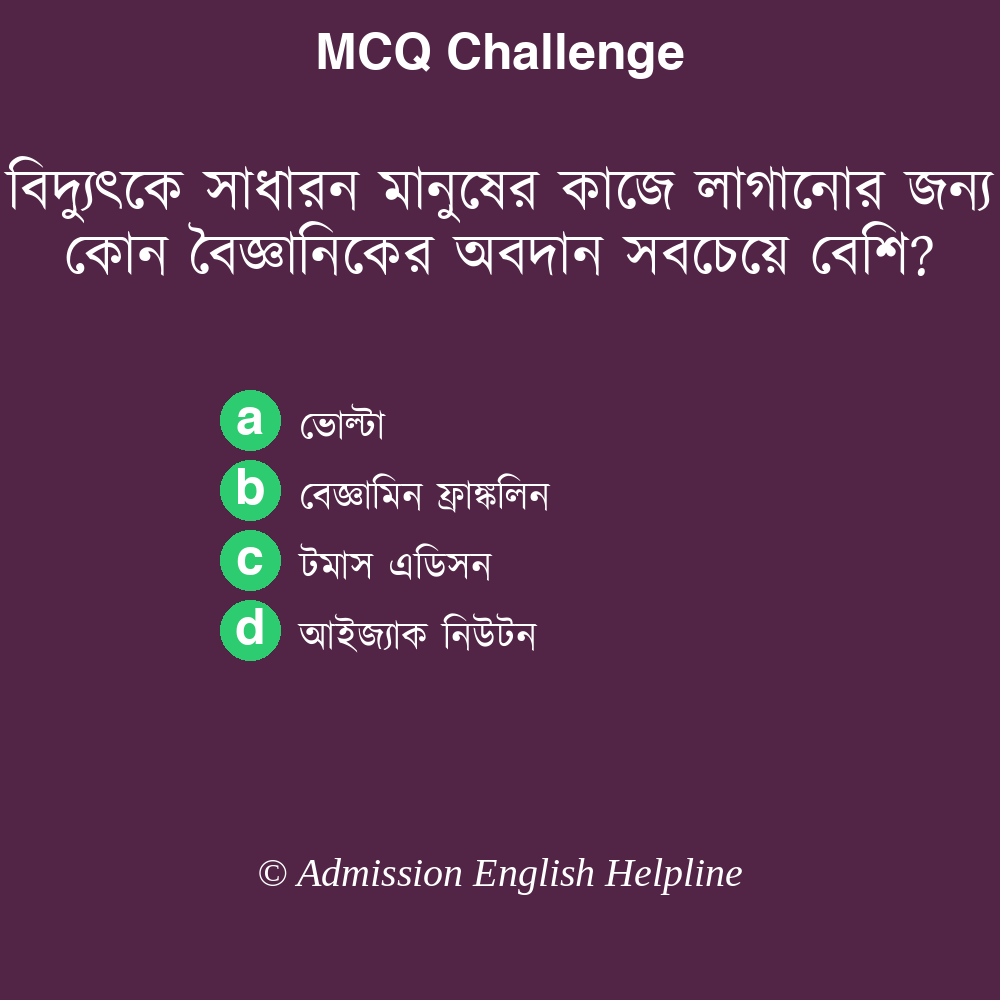 MCQ Challenge
বিদ্যুৎকে সাধারন মানুষের কাজে লাগানোর জন্য
কোন বৈজ্ঞানিকের অবদান সবচেয়ে বেশি?
a ভোল্টা
b বেজ্ঞামিন ফ্রাঙ্কলিন
c টমাস এডিসন
d আইজ্যাক নিউটন
© Admission English Helpline